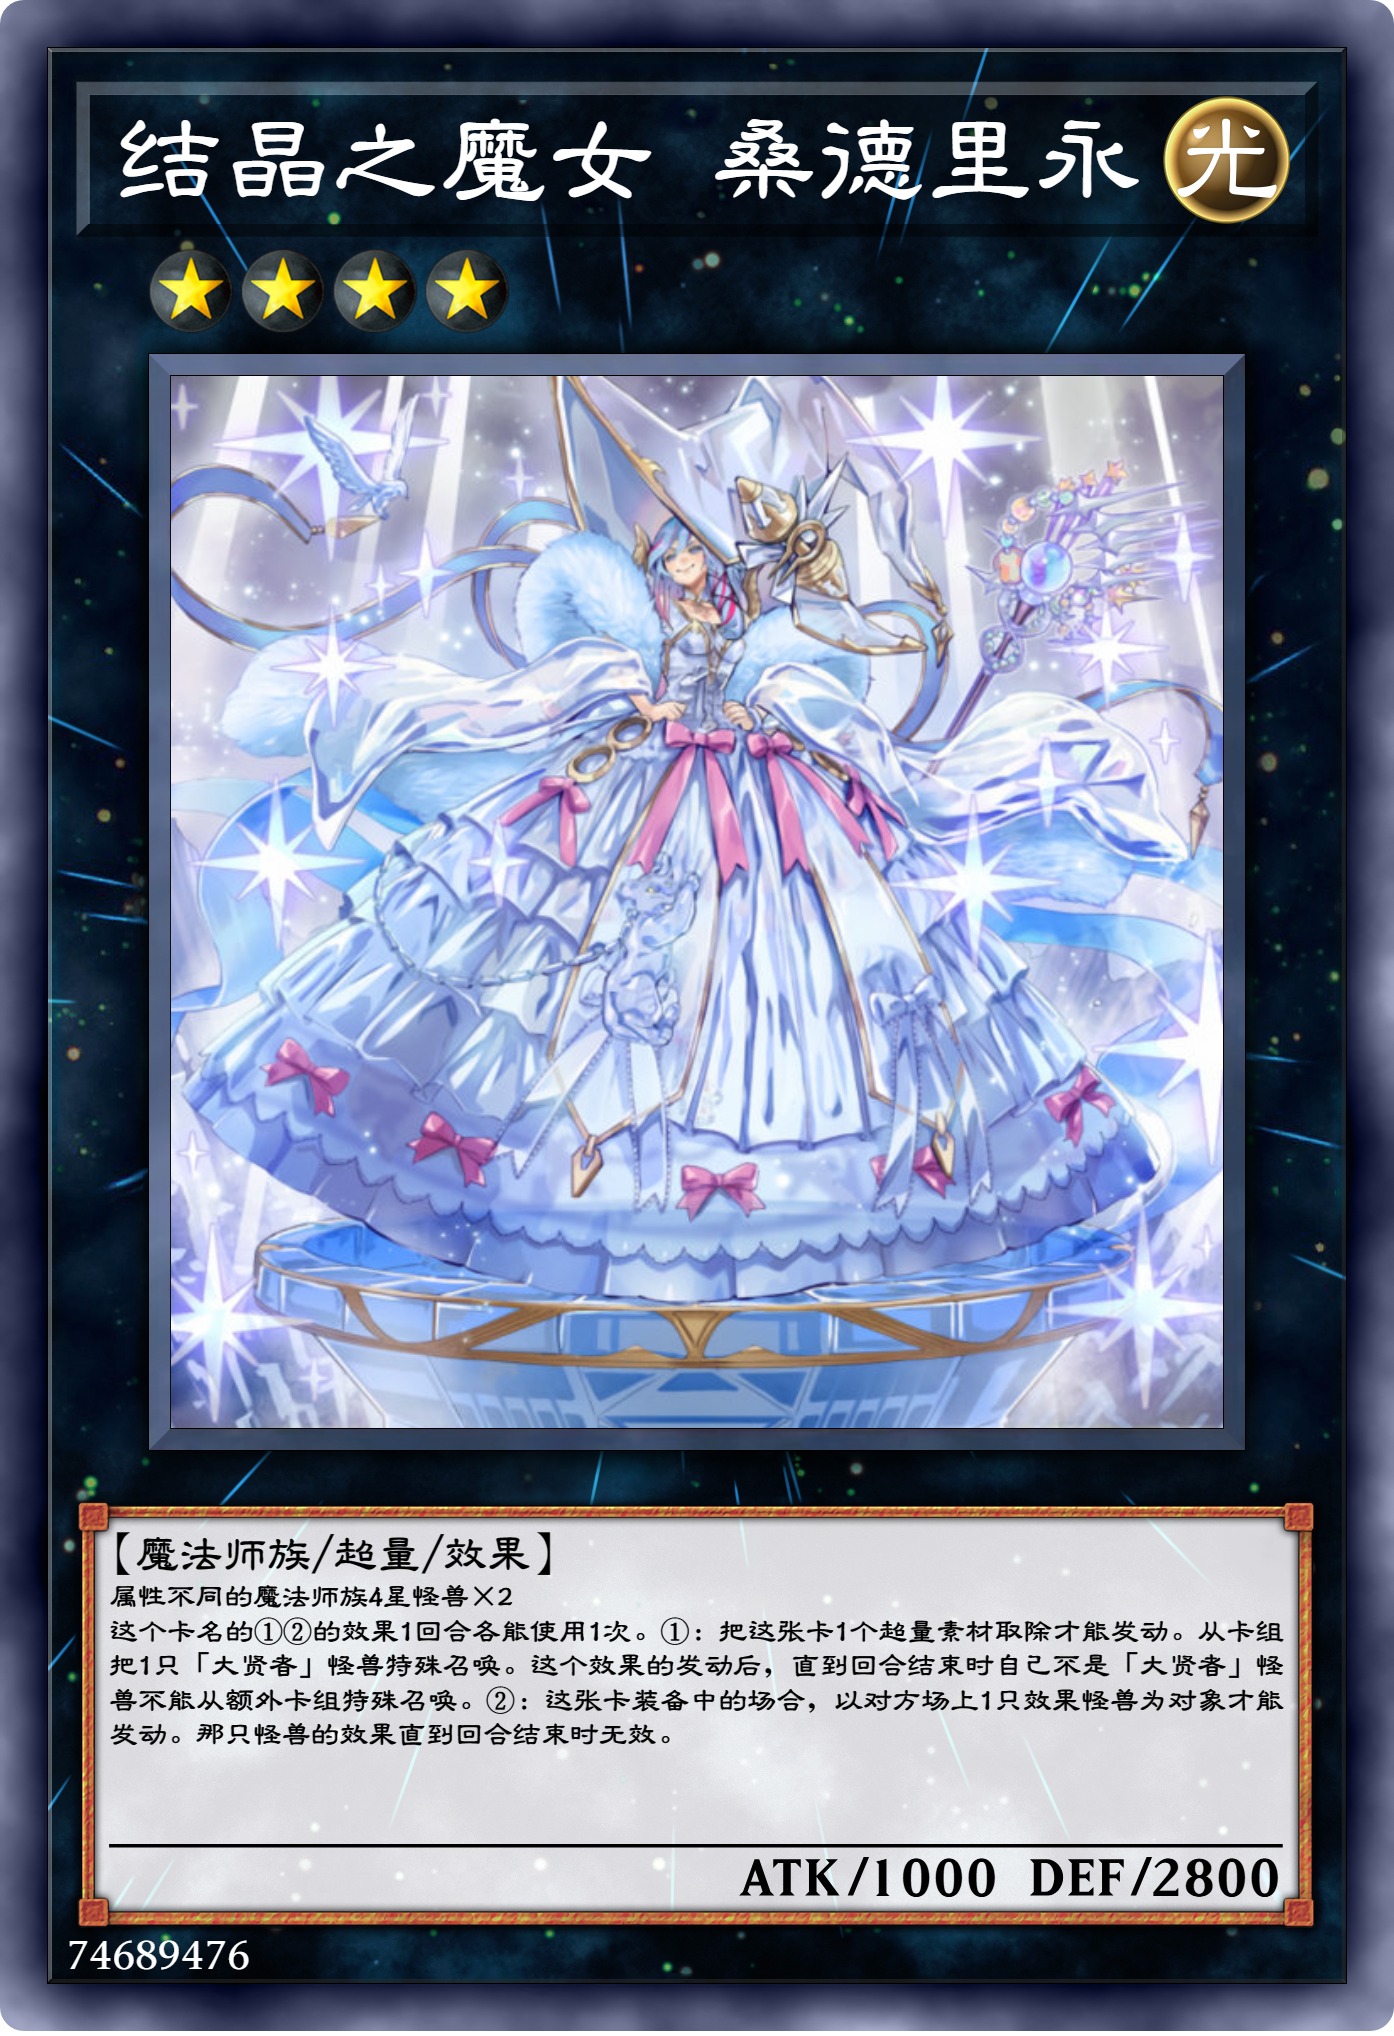 结晶之魔女 桑德里永 光
【魔法师族/超量/效果】
属性不同的魔法师族4星怪兽×2
这个卡名的①②的效果1回合各能使用1次。①：把这张卡1个超量素材取除才能发动。从卡组
把1只「大贤者」怪兽特殊召唤。这个效果的发动后，直到回合结束时自己不是「大贤者」怪
兽不能从额外卡组特殊召唤。②：这张卡装备中的场合，以对方场上1只效果怪兽为对象才能
发动。那只怪兽的效果直到回合结束时无效。
ATK/1000 DEF/2800
74689476